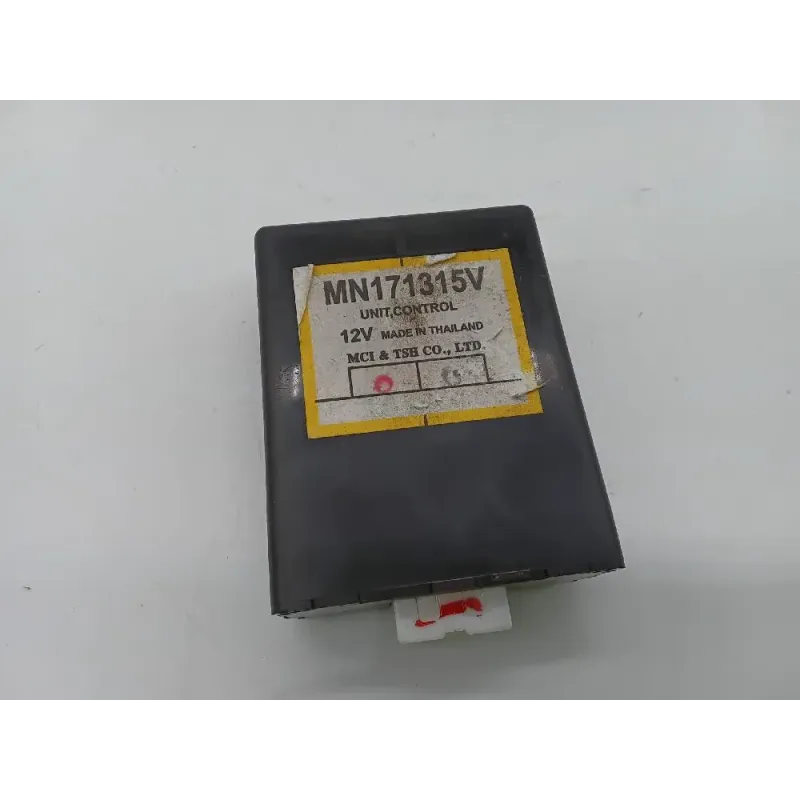 MN171315V
UNIT,CONTROL
12V MADE IN THAILAND
MCI & TSH CO., LTD.